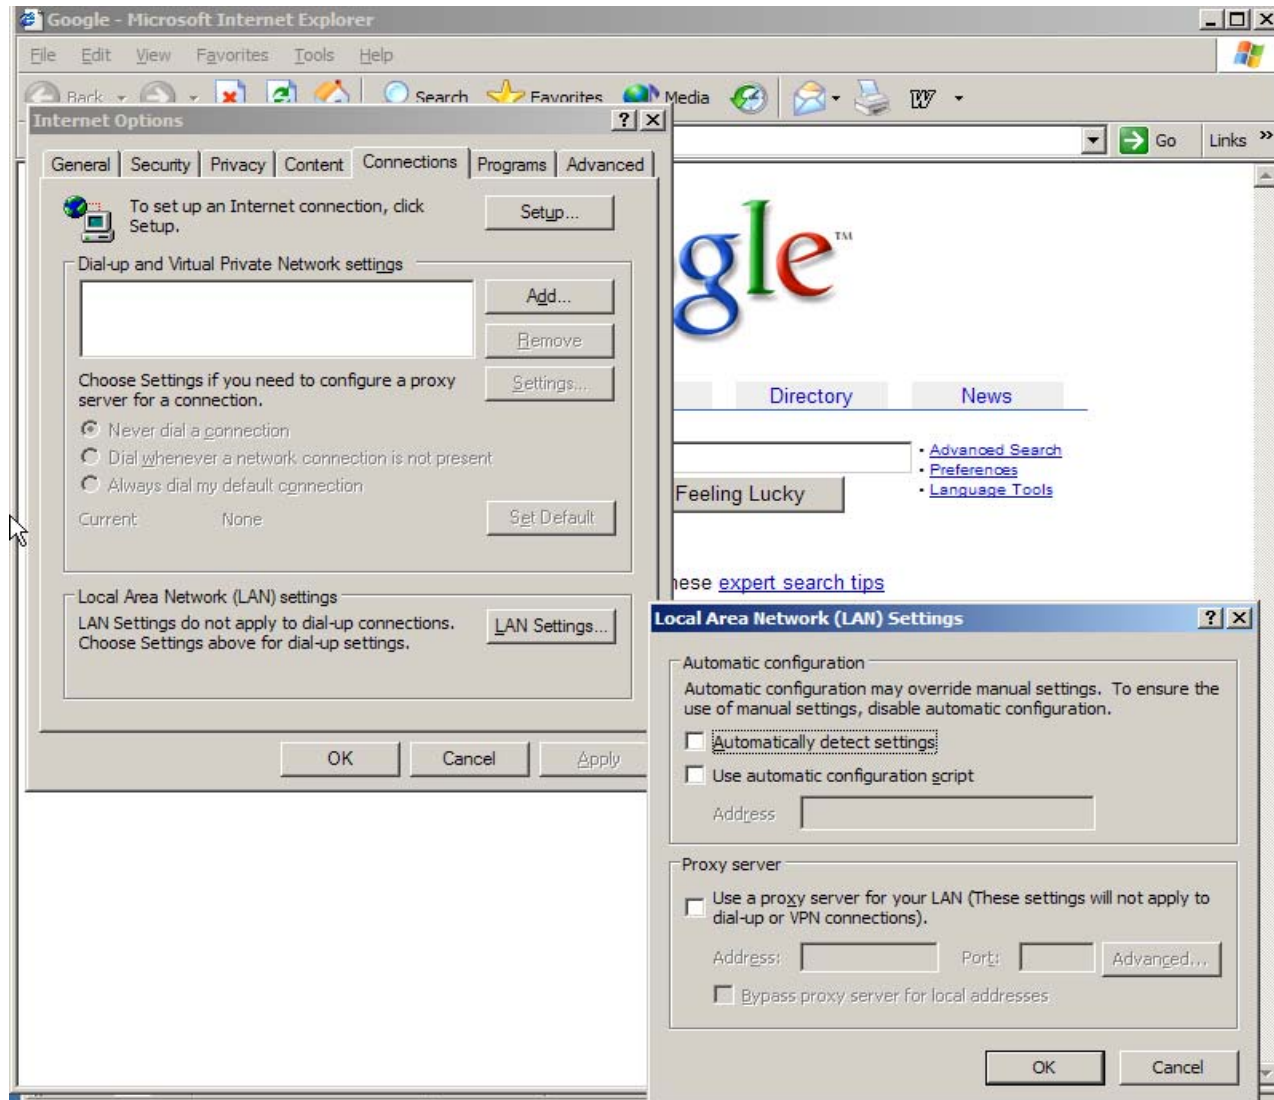 Google - Microsoft Internet Explorer
File Edit View Favorites Tools Help
Back Search Favorites Media
Internet Options
Go Links »
General Security Privacy Content Connections Programs Advanced
To set up an Internet connection, click
Setup.
Setup...
Dial-up and Virtual Private Network settings
Add...
Remove
Choose Settings if you need to configure a proxy
server for a connection.
Settings...
Never dial a connection
Dial whenever a network connection is not present
Always dial my default connection
Current None
Set Default
Local Area Network (LAN) settings
LAN Settings do not apply to dial-up connections.
Choose Settings above for dial-up settings.
LAN Settings...
OK Cancel Apply
gle TM
Directory News
Advanced Search
Preferences
Language Tools
Feeling Lucky
hese expert search tips
Local Area Network (LAN) Settings
Automatic configuration
Automatic configuration may override manual settings. To ensure the
use of manual settings, disable automatic configuration.
Automatically detect settings
Use automatic configuration script
Address
Proxy server
Use a proxy server for your LAN (These settings will not apply to
dial-up or VPN connections).
Address: Port: Advanced...
Bypass proxy server for local addresses
OK Cancel